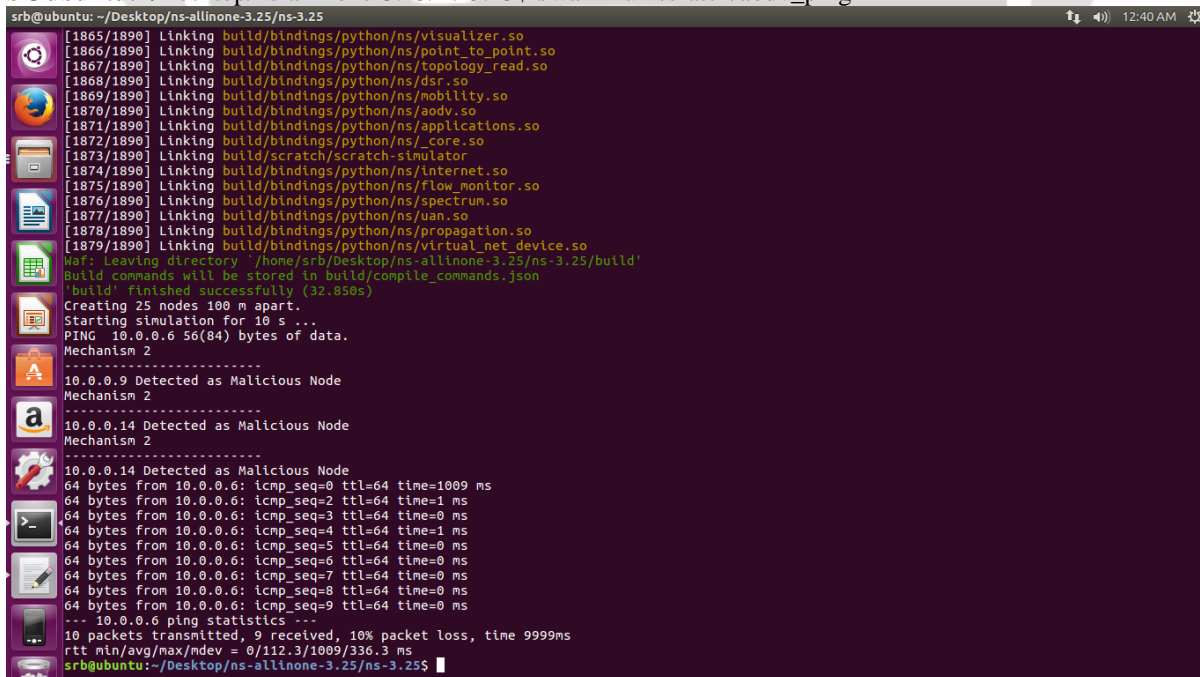 srb@ubuntu: ~/Desktop/ns-allinone-3.25/ns-3.25
12:40 AM
[1865/1890] Linking build/bindings/python/ns/visualizer.so
[1866/1890] Linking build/bindings/python/ns/point_to_point.so
[1867/1890] Linking build/bindings/python/ns/topology_read.so
[1868/1890] Linking build/bindings/python/ns/dsr.so
[1869/1890] Linking build/bindings/python/ns/mobility.so
[1870/1890] Linking build/bindings/python/ns/aodv.so
[1871/1890] Linking build/bindings/python/ns/applications.so
[1872/1890] Linking build/bindings/python/ns/_core.so
[1873/1890] Linking build/scratch/scratch-simulator
[1874/1890] Linking build/bindings/python/ns/internet.so
[1875/1890] Linking build/bindings/python/ns/flow_monitor.so
[1876/1890] Linking build/bindings/python/ns/spectrum.so
[1877/1890] Linking build/bindings/python/ns/uan.so
[1878/1890] Linking build/bindings/python/ns/propagation.so
[1879/1890] Linking build/bindings/python/ns/virtual_net_device.so
Waf: Leaving directory `/home/srb/Desktop/ns-allinone-3.25/ns-3.25/build'
Build commands will be stored in build/compile_commands.json
'build' finished successfully (32.850s)
Creating 25 nodes 100 m apart.
Starting simulation for 10 s ...
PING  10.0.0.6 56(84) bytes of data.
Mechanism 2
-------------------------
10.0.0.9 Detected as Malicious Node
Mechanism 2
-------------------------
10.0.0.14 Detected as Malicious Node
Mechanism 2
-------------------------
10.0.0.14 Detected as Malicious Node
64 bytes from 10.0.0.6: icmp_seq=0 ttl=64 time=1009 ms
64 bytes from 10.0.0.6: icmp_seq=2 ttl=64 time=1 ms
64 bytes from 10.0.0.6: icmp_seq=3 ttl=64 time=0 ms
64 bytes from 10.0.0.6: icmp_seq=4 ttl=64 time=1 ms
64 bytes from 10.0.0.6: icmp_seq=5 ttl=64 time=0 ms
64 bytes from 10.0.0.6: icmp_seq=6 ttl=64 time=0 ms
64 bytes from 10.0.0.6: icmp_seq=7 ttl=64 time=0 ms
64 bytes from 10.0.0.6: icmp_seq=8 ttl=64 time=0 ms
64 bytes from 10.0.0.6: icmp_seq=9 ttl=64 time=0 ms
--- 10.0.0.6 ping statistics ---
10 packets transmitted, 9 received, 10% packet loss, time 9999ms
rtt min/avg/max/mdev = 0/112.3/1009/336.3 ms
srb@ubuntu:~/Desktop/ns-allinone-3.25/ns-3.25$